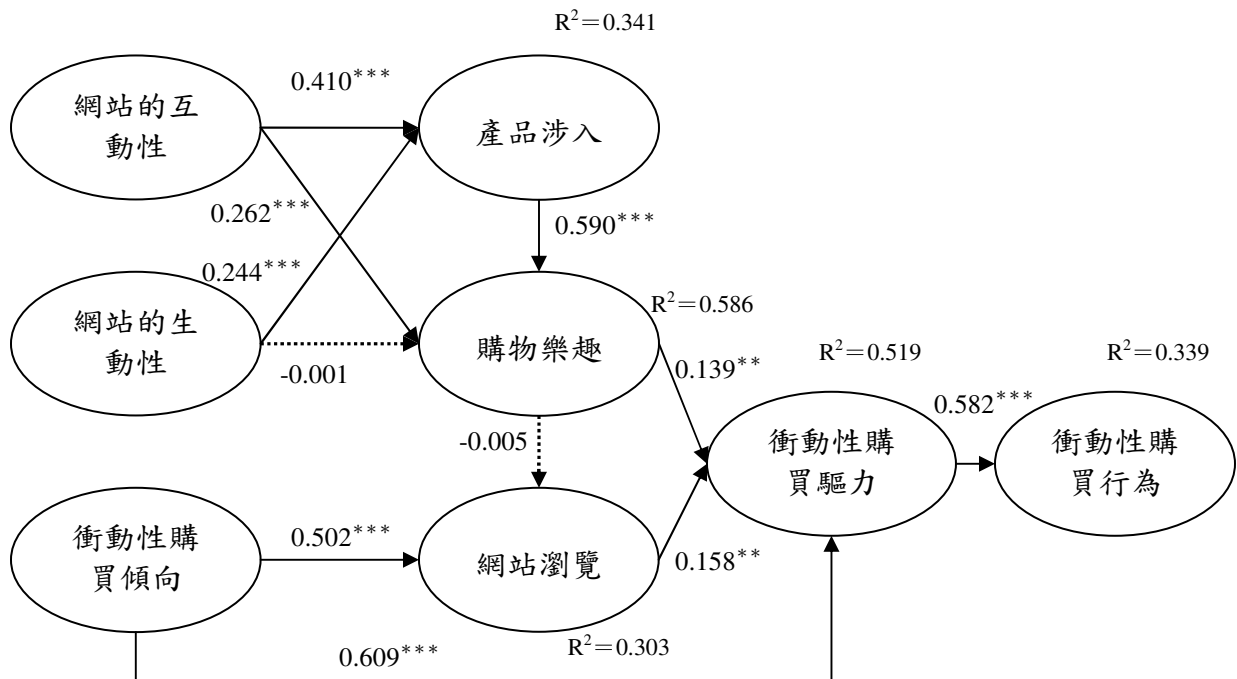 R²=0.341
網站的互
動性
0.410***
產品涉入
0.262***
0.590***
0.244***
網站的生
動性
-0.001
購物樂趣
R²=0.586
0.139**
R²=0.519
R²=0.339
0.582***
-0.005
衝動性購
買驅力
衝動性購
買行為
衝動性購
買傾向
0.502***
網站瀏覽
0.158**
R²=0.303
0.609***